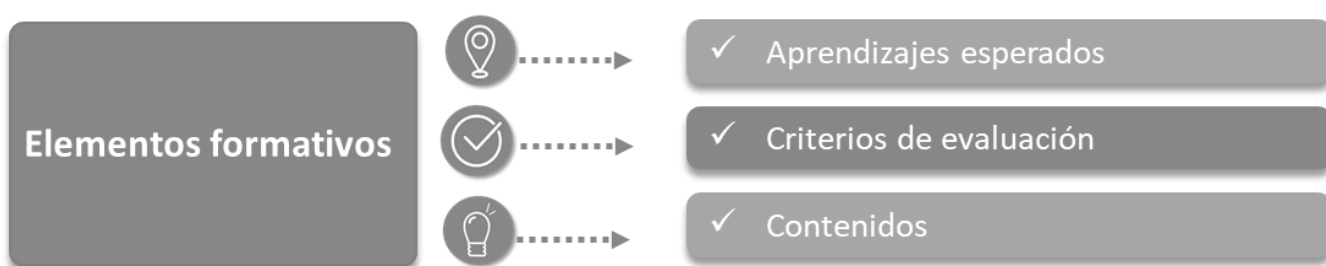 Elementos formativos
✓ Aprendizajes esperados
✓ Criterios de evaluación
✓ Contenidos